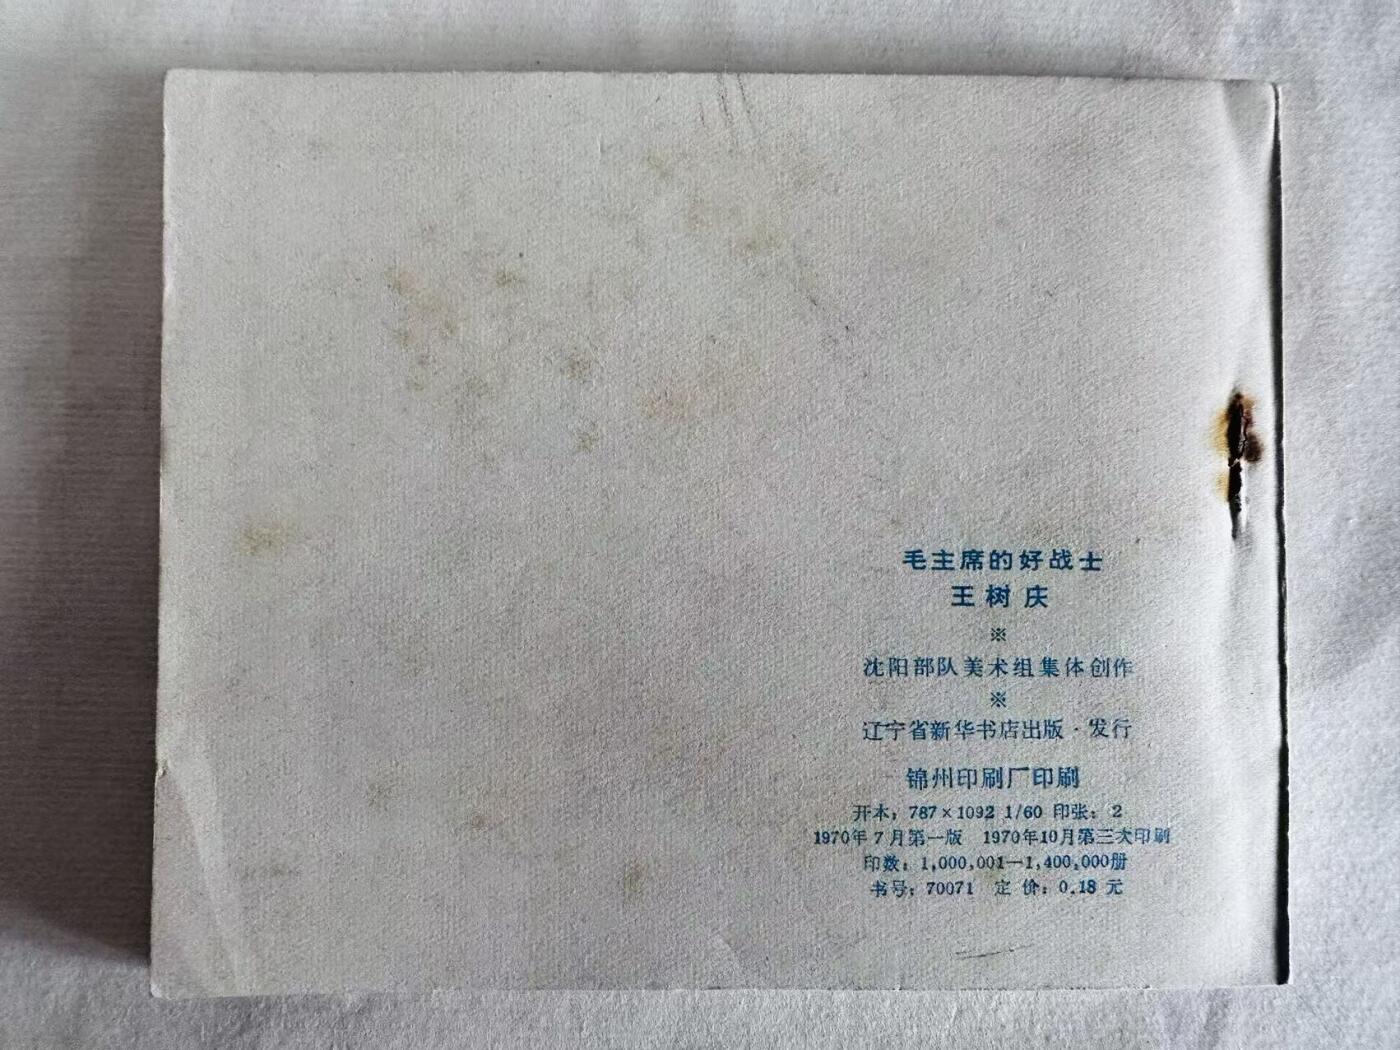 毛主席的好战士
王树庆
※
沈阳部队美术组集体创作
※
辽宁省新华书店出版·发行
锦州印刷厂印刷
开本：787×1092 1/60 印张：2
1970年7月第一版 1970年10月第三次印刷
印数：1,000,001—1,400,000册
书号：70071 定价：0.18元